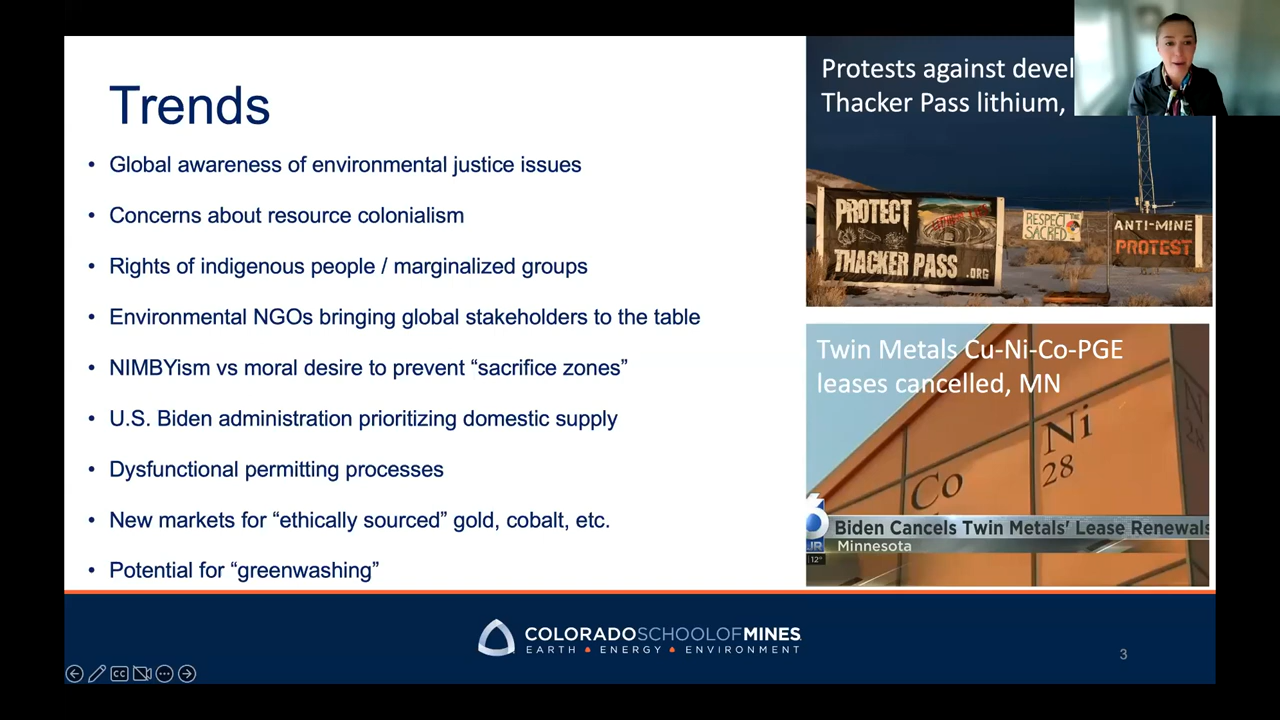 Trends
• Global awareness of environmental justice issues
• Concerns about resource colonialism
• Rights of indigenous people / marginalized groups
• Environmental NGOs bringing global stakeholders to the table
• NIMBYism vs moral desire to prevent “sacrifice zones”
• U.S. Biden administration prioritizing domestic supply
• Dysfunctional permitting processes
• New markets for “ethically sourced” gold, cobalt, etc.
• Potential for “greenwashing”
Protests against devel
Thacker Pass lithium,
PROTECT
THACKER PASS .ORG
RESPECT THE
SACRED
ANTI-MINE
PROTEST
Twin Metals Cu-Ni-Co-PGE
leases cancelled, MN
Co
Ni
28
6
Biden Cancels Twin Metals' Lease Renewals
Minnesota
12°
COLORADOSCHOOLOFMINES
EARTH • ENERGY • ENVIRONMENT
3
CC